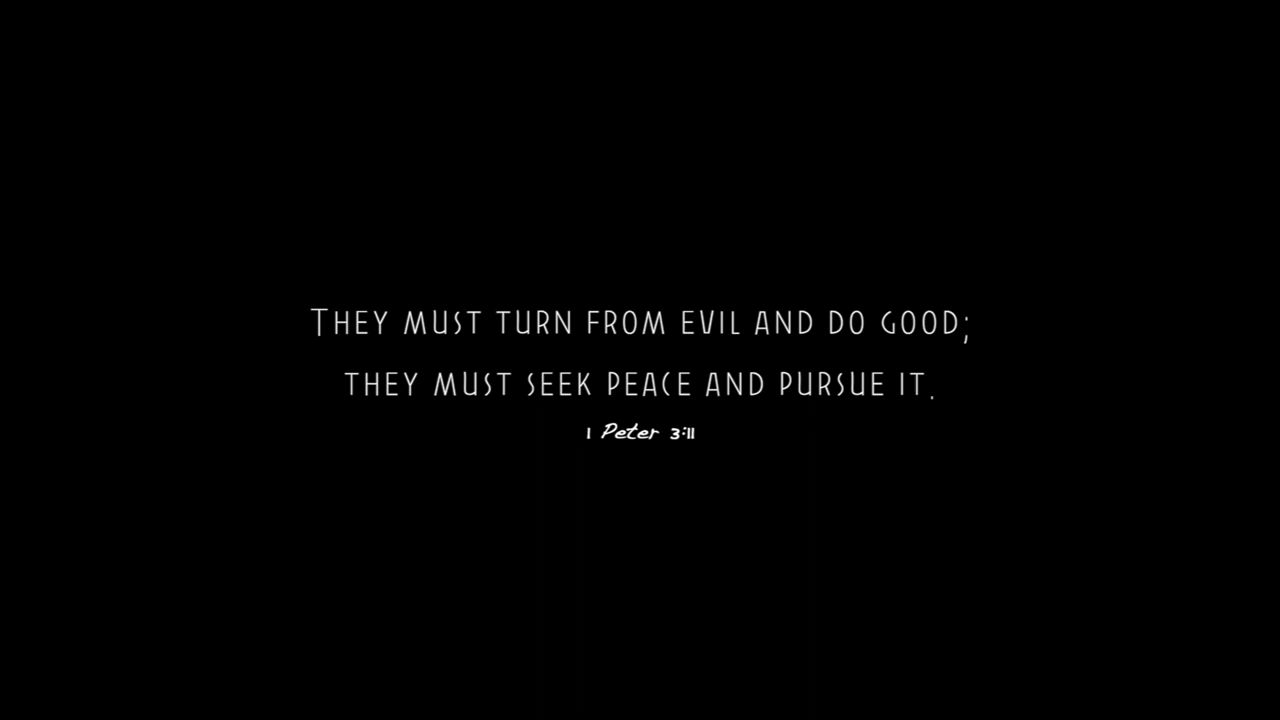 They must turn from evil and do good;
they must seek peace and pursue it.
1 Peter 3:11